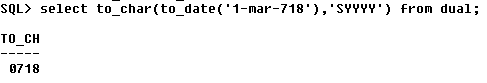 SQL> select to_char(to_date('1-mar-718'),'SYYYY') from dual;
TO_CH
-----
0718